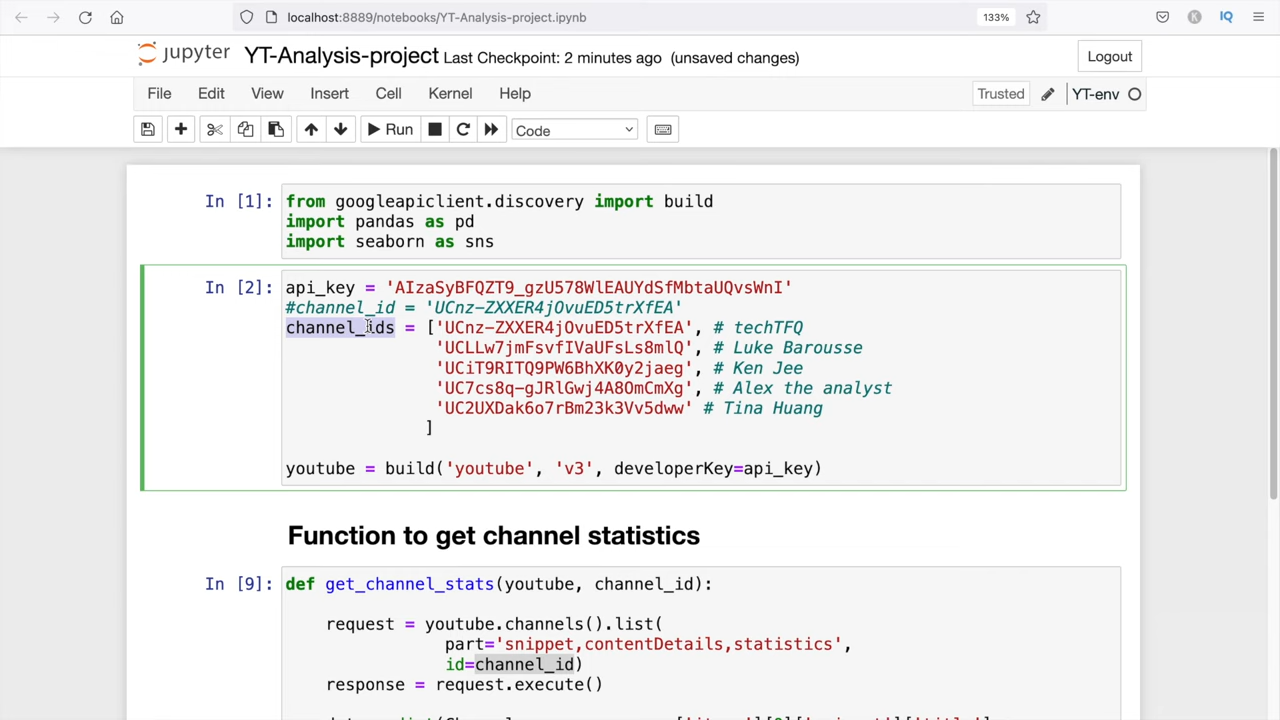 localhost:8889/notebooks/YT-Analysis-project.ipynb
133%
K
IQ
jupyter YT-Analysis-project Last Checkpoint: 2 minutes ago (unsaved changes)
Logout
File Edit View Insert Cell Kernel Help
Trusted
YT-env
Run
Code
In [1]: from googleapiclient.discovery import build
import pandas as pd
import seaborn as sns
In [2]: api_key = 'AIzaSyBFQZT9_gzU578WlEAUYdSfMbtaUQvsWnI'
#channel_id = 'UCnz-ZXXER4jOvuED5trXfEA'
channel_ids = ['UCnz-ZXXER4jOvuED5trXfEA', # techTFQ
'UCLLw7jmFsvfIVaUFsLs8mlQ', # Luke Barousse
'UCiT9RITQ9PW6BhXK0y2jaeg', # Ken Jee
'UC7cs8q-gJRlGwj4A8OmCmXg', # Alex the analyst
'UC2UXDak6o7rBm23k3Vv5dww' # Tina Huang
]
youtube = build('youtube', 'v3', developerKey=api_key)
Function to get channel statistics
In [9]: def get_channel_stats(youtube, channel_id):
request = youtube.channels().list(
part='snippet,contentDetails,statistics',
id=channel_id)
response = request.execute()